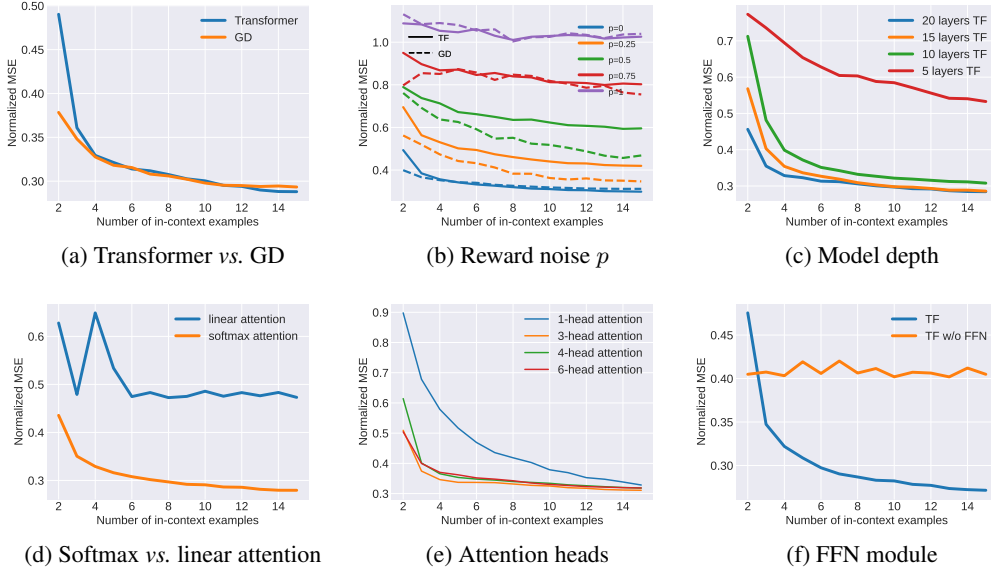 0.50
0.45
0.40
0.35
0.30
Normalized MSE
2 4 6 8 10 12 14
Number of in-context examples
Transformer
GD
(a) Transformer vs. GD
1.0
0.8
0.6
0.4
Normalized MSE
2 4 6 8 10 12 14
Number of in-context examples
TF
GD
p=0
p=0.25
p=0.5
p=0.75
p=1
(b) Reward noise p
0.7
0.6
0.5
0.4
0.3
Normalized MSE
2 4 6 8 10 12 14
Number of in-context examples
20 layers TF
15 layers TF
10 layers TF
5 layers TF
(c) Model depth
0.6
0.5
0.4
0.3
Normalized MSE
2 4 6 8 10 12 14
Number of in-context examples
linear attention
softmax attention
(d) Softmax vs. linear attention
0.9
0.8
0.7
0.6
0.5
0.4
0.3
Normalized MSE
2 4 6 8 10 12 14
Number of in-context examples
1-head attention
3-head attention
4-head attention
6-head attention
(e) Attention heads
0.45
0.40
0.35
0.30
Normalized MSE
2 4 6 8 10 12 14
Number of in-context examples
TF
TF w/o FFN
(f) FFN module